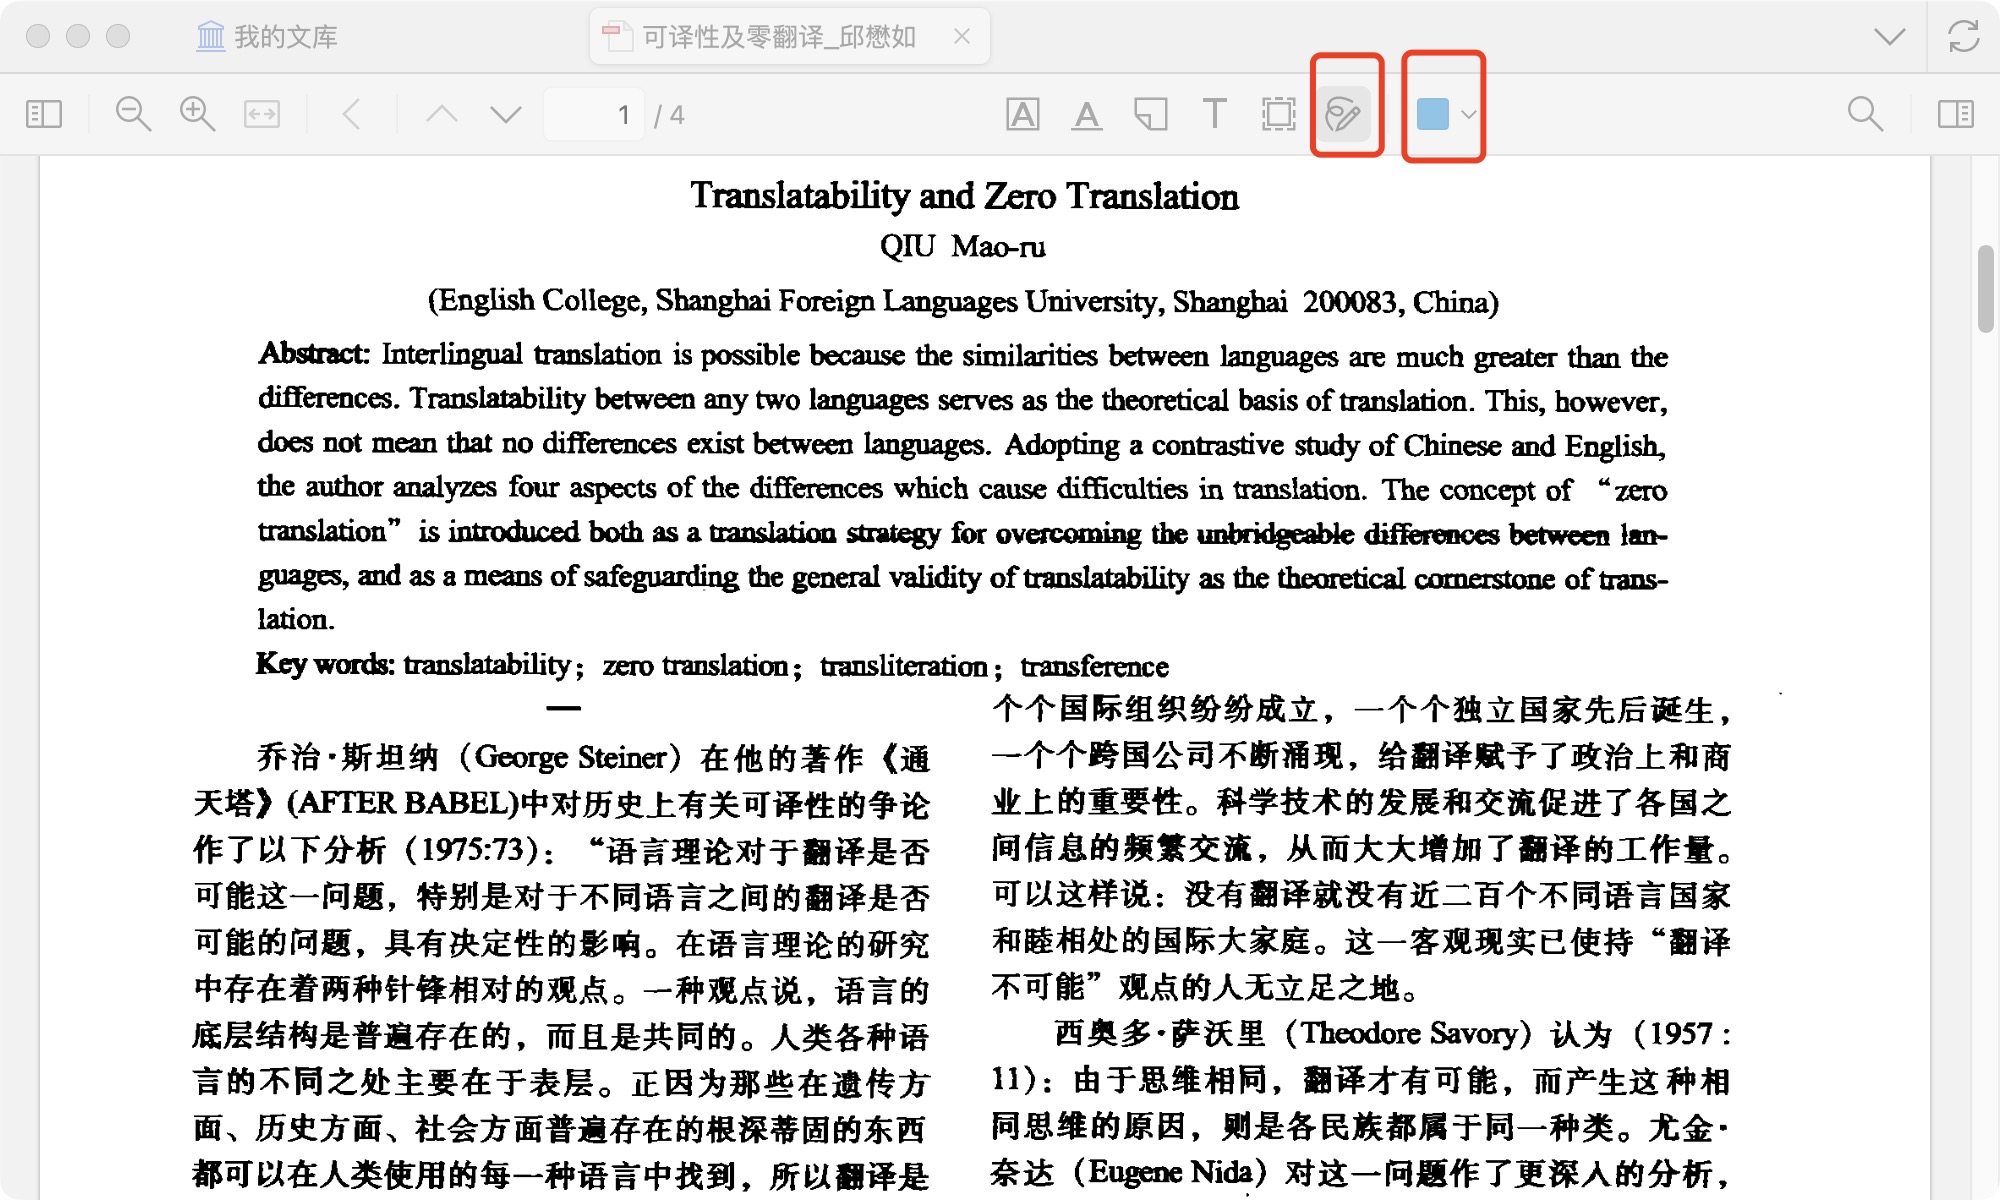 我的文库
可译性及零翻译_邱懋如
1 / 4
Translatability and Zero Translation
QIU Mao-ru
(English College, Shanghai Foreign Languages University, Shanghai 200083, China)
Abstract: Interlingual translation is possible because the similarities between languages are much greater than the
differences. Translatability between any two languages serves as the theoretical basis of translation. This, however,
does not mean that no differences exist between languages. Adopting a contrastive study of Chinese and English,
the author analyzes four aspects of the differences which cause difficulties in translation. The concept of “zero
translation” is introduced both as a translation strategy for overcoming the unbridgeable differences between lan-
guages, and as a means of safeguarding the general validity of translatability as the theoretical cornerstone of trans-
lation.
Key words: translatability; zero translation; transliteration; transference
一
乔治·斯坦纳（George Steiner）在他的著作《通
天塔》(AFTER BABEL)中对历史上有关可译性的争论
作了以下分析（1975:73）：“语言理论对于翻译是否
可能这一问题，特别是对于不同语言之间的翻译是否
可能的问题，具有决定性的影响。在语言理论的研究
中存在着两种针锋相对的观点。一种观点说，语言的
底层结构是普遍存在的，而且是共同的。人类各种语
言的不同之处主要在于表层。正因为那些在遗传方
面、历史方面、社会方面普遍存在的根深蒂固的东西
都可以在人类使用的每一种语言中找到，所以翻译是
个个国际组织纷纷成立，一个个独立国家先后诞生，
一个个跨国公司不断涌现，给翻译赋予了政治上和商
业上的重要性。科学技术的发展和交流促进了各国之
间信息的频繁交流，从而大大增加了翻译的工作量。
可以这样说：没有翻译就没有近二百个不同语言国家
和睦相处的国际大家庭。这一客观现实已使持“翻译
不可能”观点的人无立足之地。
西奥多·萨沃里（Theodore Savory）认为（1957：
11）：由于思维相同，翻译才有可能，而产生这种相
同思维的原因，则是各民族都属于同一种类。尤金·
奈达（Eugene Nida）对这一问题作了更深入的分析，